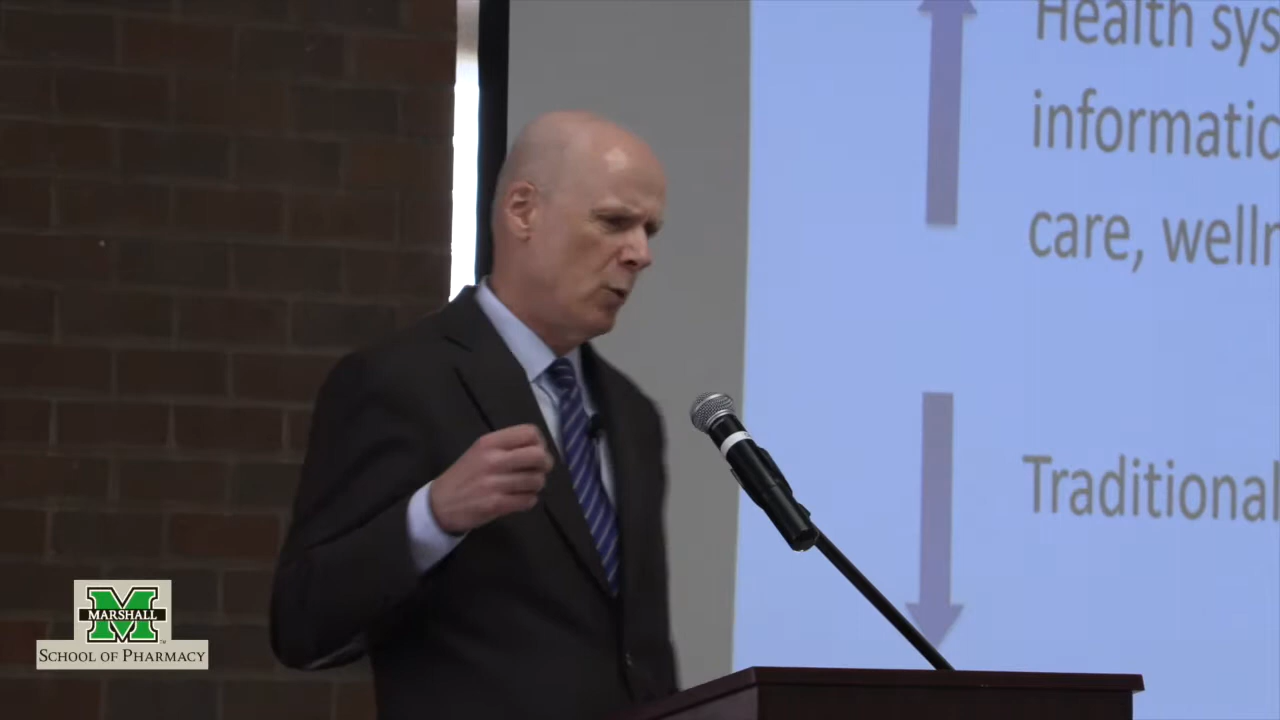 Health sys
informatic
care, welln
Traditional
MARSHALL
SCHOOL OF PHARMACY